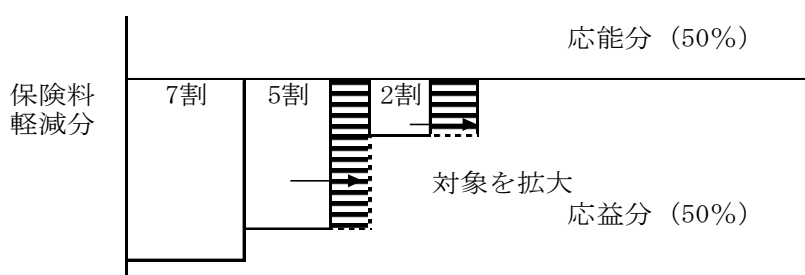 応能分（50％）
保険料
軽減分
7割
5割
2割
対象を拡大
応益分（50％）